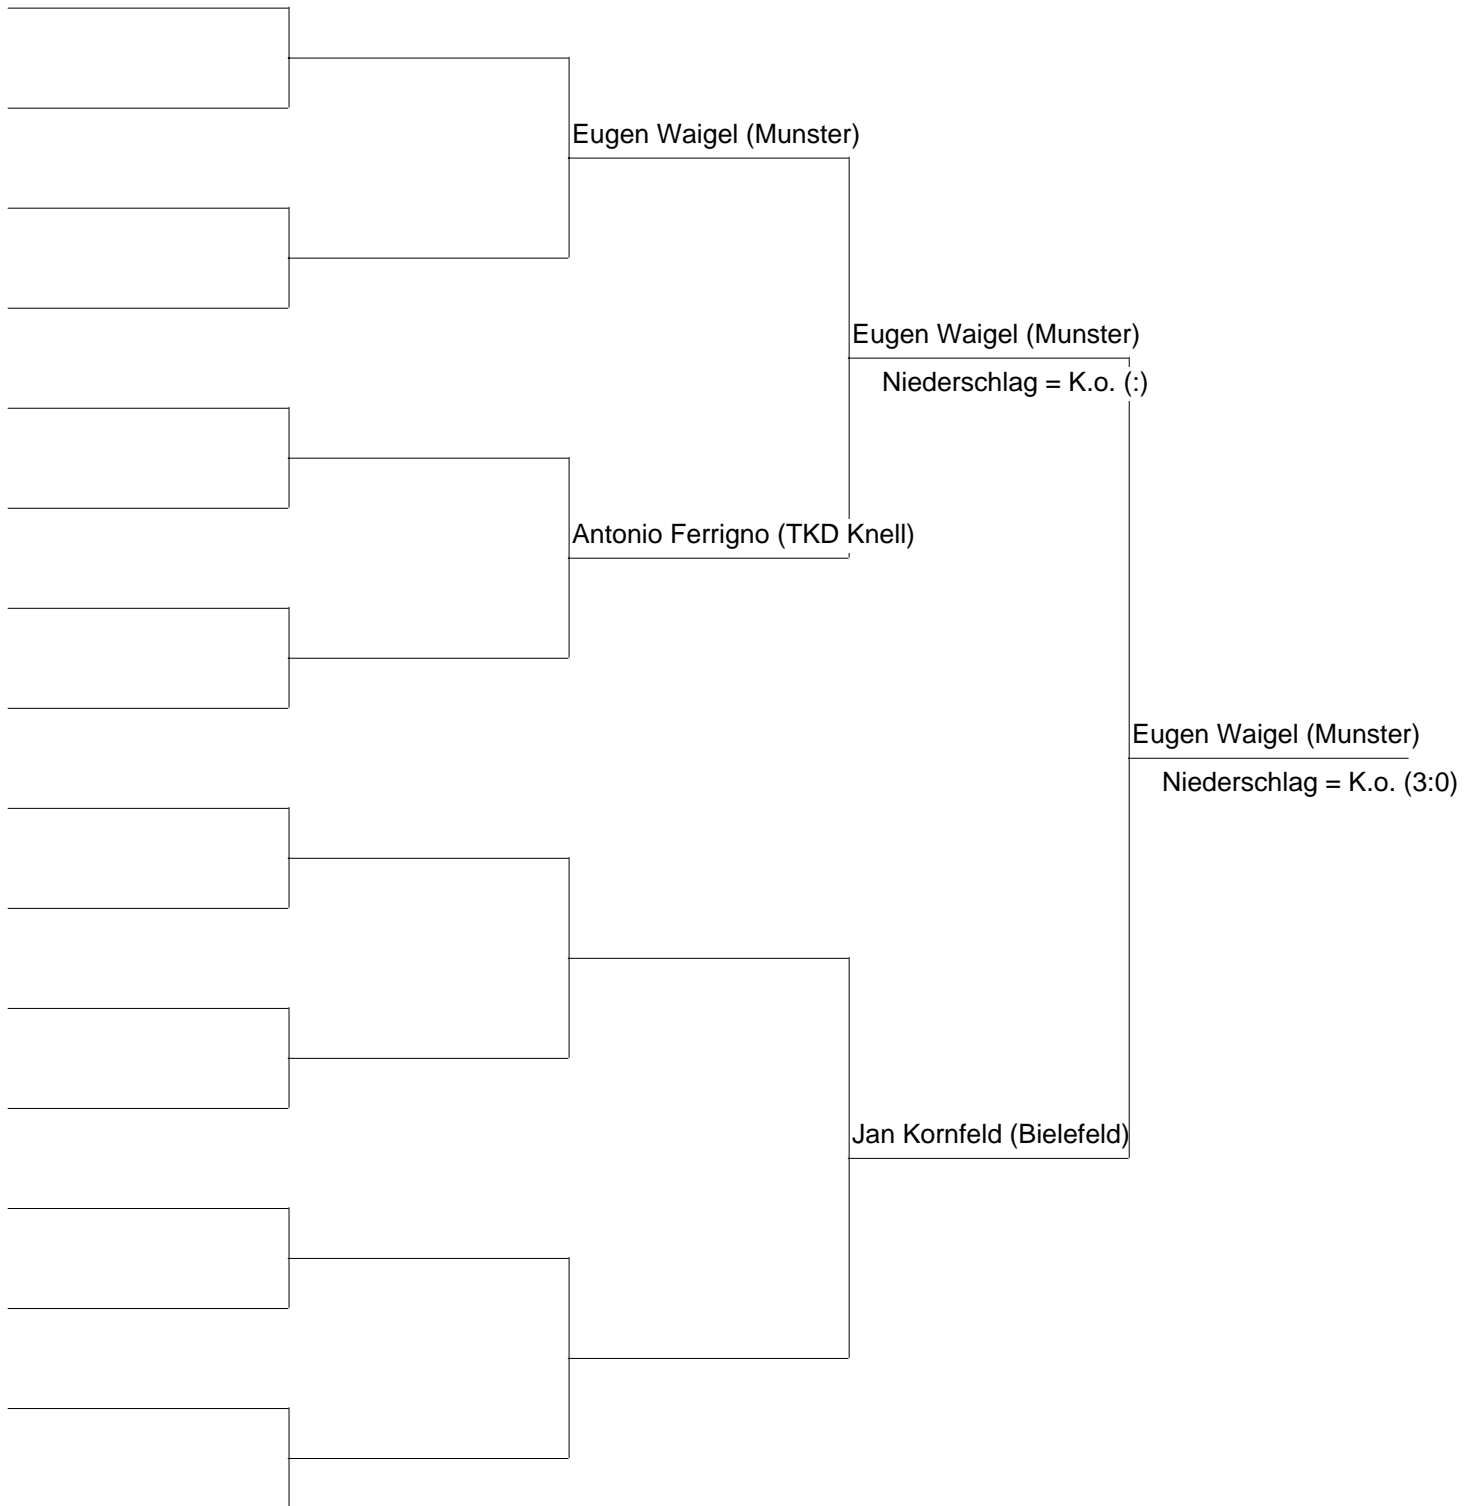 Eugen Waigel (Munster)
Eugen Waigel (Munster)
Niederschlag = K.o. (:)
Antonio Ferrigno (TKD Knell)
Eugen Waigel (Munster)
Niederschlag = K.o. (3:0)
Jan Kornfeld (Bielefeld)